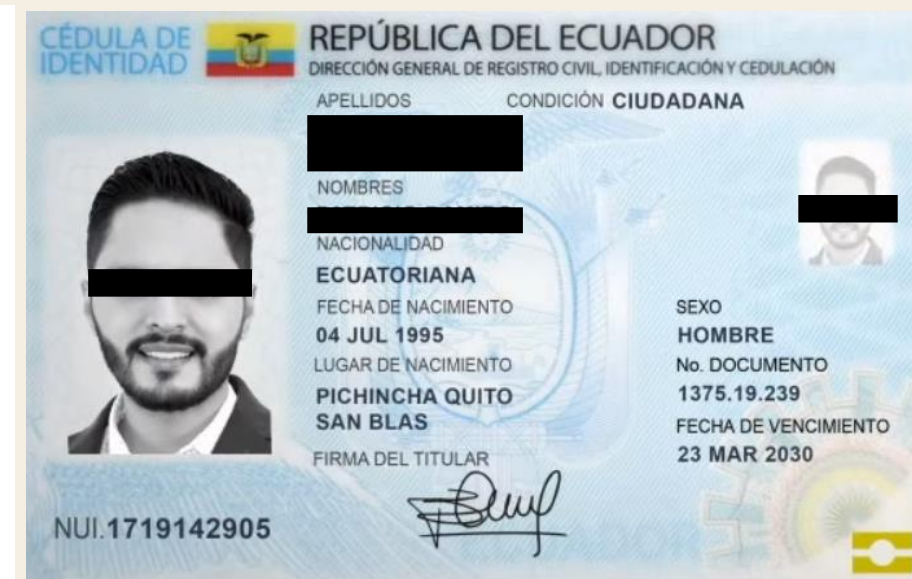 CÉDULA DE
IDENTIDAD
REPÚBLICA DEL ECUADOR
DIRECCIÓN GENERAL DE REGISTRO CIVIL, IDENTIFICACIÓN Y CEDULACIÓN
APELLIDOS CONDICIÓN CIUDADANA
NOMBRES
NACIONALIDAD
ECUATORIANA
FECHA DE NACIMIENTO SEXO
04 JUL 1995 HOMBRE
LUGAR DE NACIMIENTO No. DOCUMENTO
PICHINCHA QUITO 1375.19.239
SAN BLAS FECHA DE VENCIMIENTO
FIRMA DEL TITULAR 23 MAR 2030
NUI.1719142905
ECUADOR